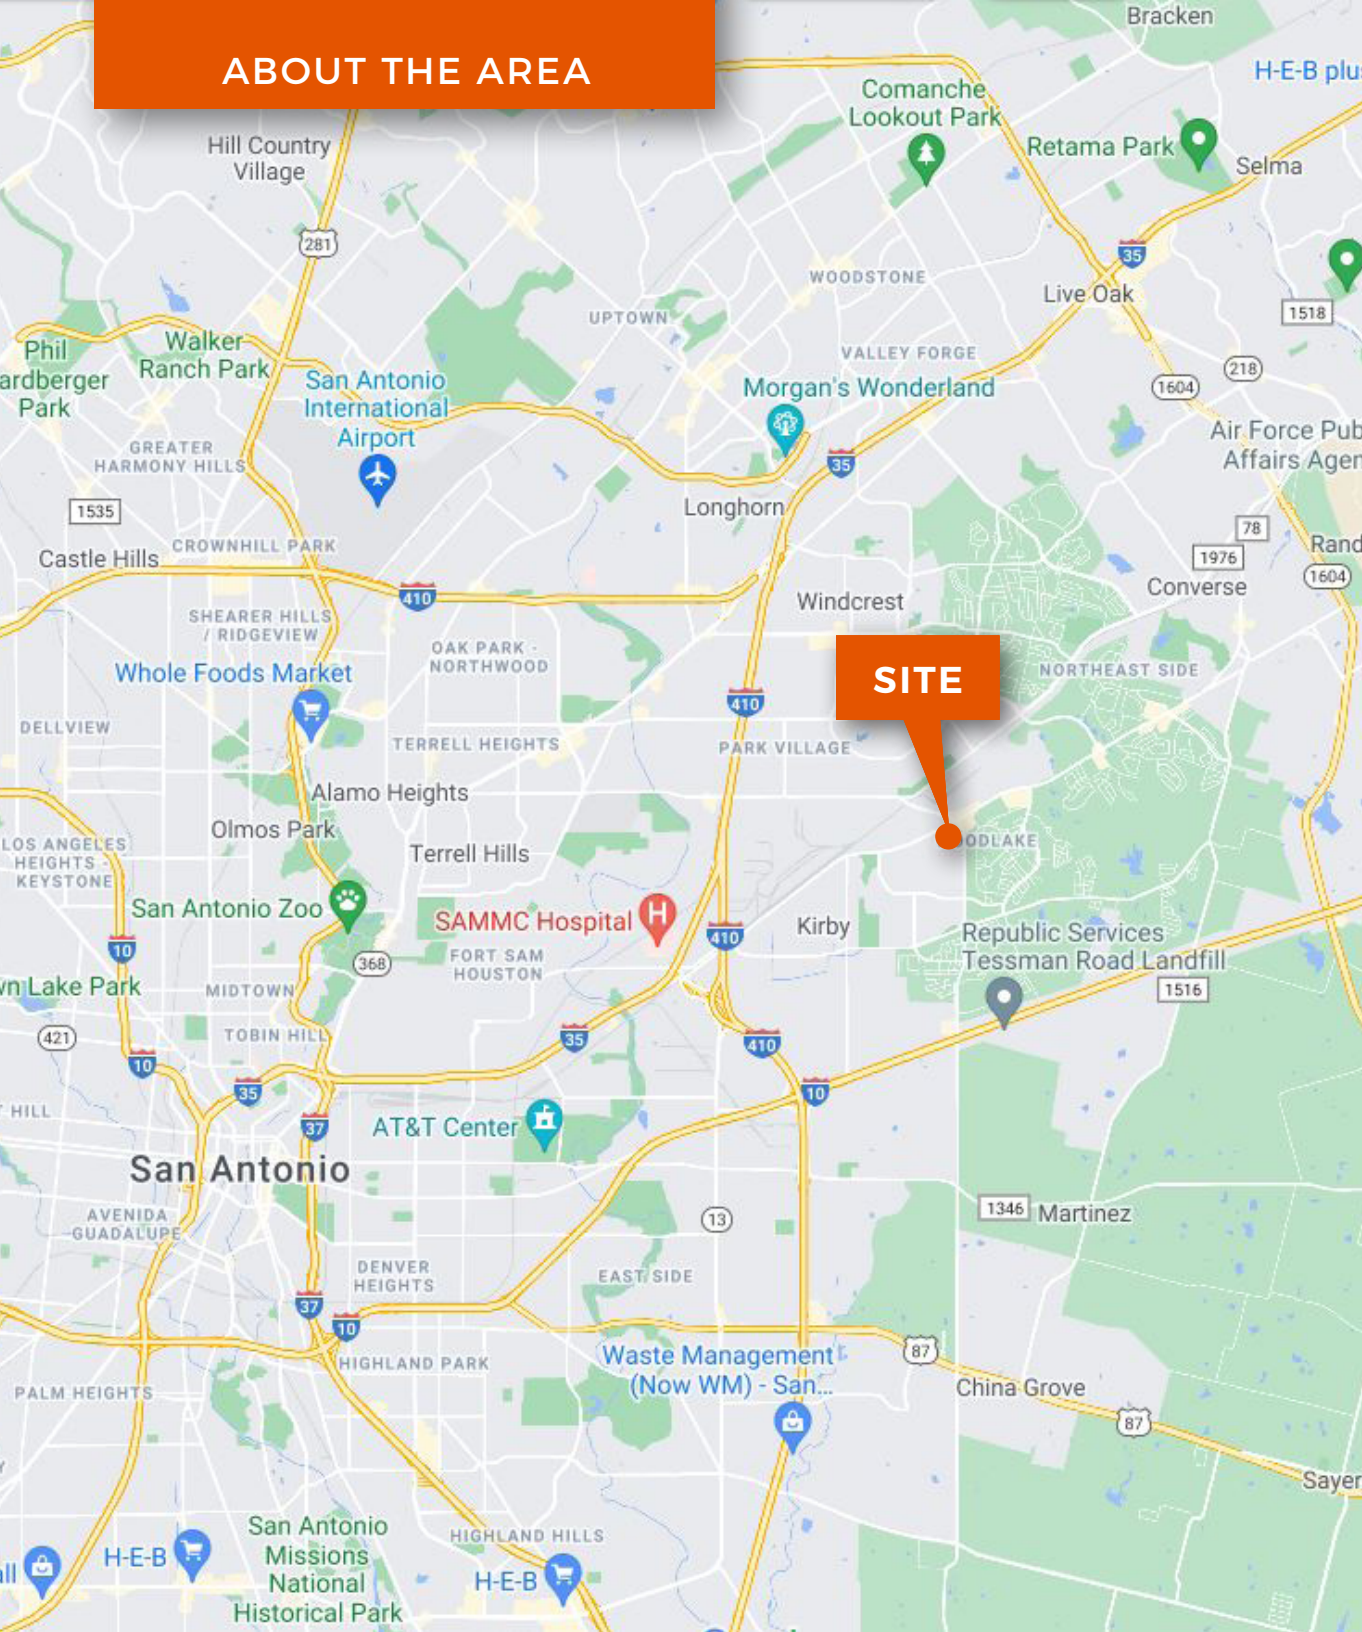 ABOUT THE AREA
Bracken
H-E-B plu
Comanche
Lookout Park
Retama Park
Selma
Hill Country
Village
281
35
WOODSTONE
Live Oak
1518
UPTOWN
Phil
ardberger
Park
Walker
Ranch Park
San Antonio
International
Airport
VALLEY FORGE
Morgan's Wonderland
218
1604
Air Force Pub
Affairs Agen
GREATER
HARMONY HILLS
35
1535
Longhorn
78
1976
Rand
Castle Hills
CROWNHILL PARK
1604
Converse
410
Windcrest
SHEARER HILLS
/ RIDGEVIEW
OAK PARK -
NORTHWOOD
SITE
NORTHEAST SIDE
Whole Foods Market
410
DELLVIEW
TERRELL HEIGHTS
PARK VILLAGE
Alamo Heights
Olmos Park
Terrell Hills
LOS ANGELES
HEIGHTS -
KEYSTONE
ODLAKE
San Antonio Zoo
SAMMC Hospital
H
Kirby
410
10
368
FORT SAM
HOUSTON
Republic Services
Tessman Road Landfill
1516
wn Lake Park
MIDTOWN
421
TOBIN HILL
35
410
10
35
10
37
HILL
AT&T Center
San Antonio
AVENIDA
GUADALUPE
13
1346
Martinez
DENVER
HEIGHTS
EAST SIDE
37
10
87
HIGHLAND PARK
Waste Management
(Now WM) - San...
PALM HEIGHTS
China Grove
87
Sayer
San Antonio
Missions
National
Historical Park
HIGHLAND HILLS
H-E-B
all
H-E-B